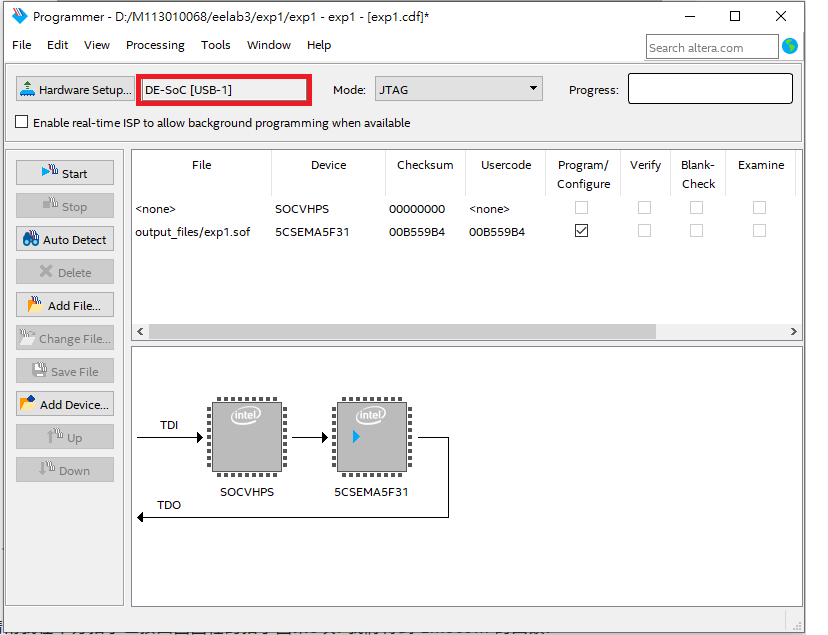 Programmer - D:/M113010068/eelab3/exp1/exp1 - exp1 - [exp1.cdf]*
File Edit View Processing Tools Window Help
Search altera.com
Hardware Setup... DE-SoC [USB-1] Mode: JTAG Progress:
Enable real-time ISP to allow background programming when available
Start
Stop
Auto Detect
Delete
Add File...
Change File...
Save File
Add Device...
Up
Down
File Device Checksum Usercode Program/ Verify Blank- Examine
Configure Check
<none> SOCVHPS 00000000 <none>
output_files/exp1.sof 5CSEMA5F31 00B559B4 00B559B4
intel intel
TDI
SOCVHPS 5CSEMA5F31
TDO